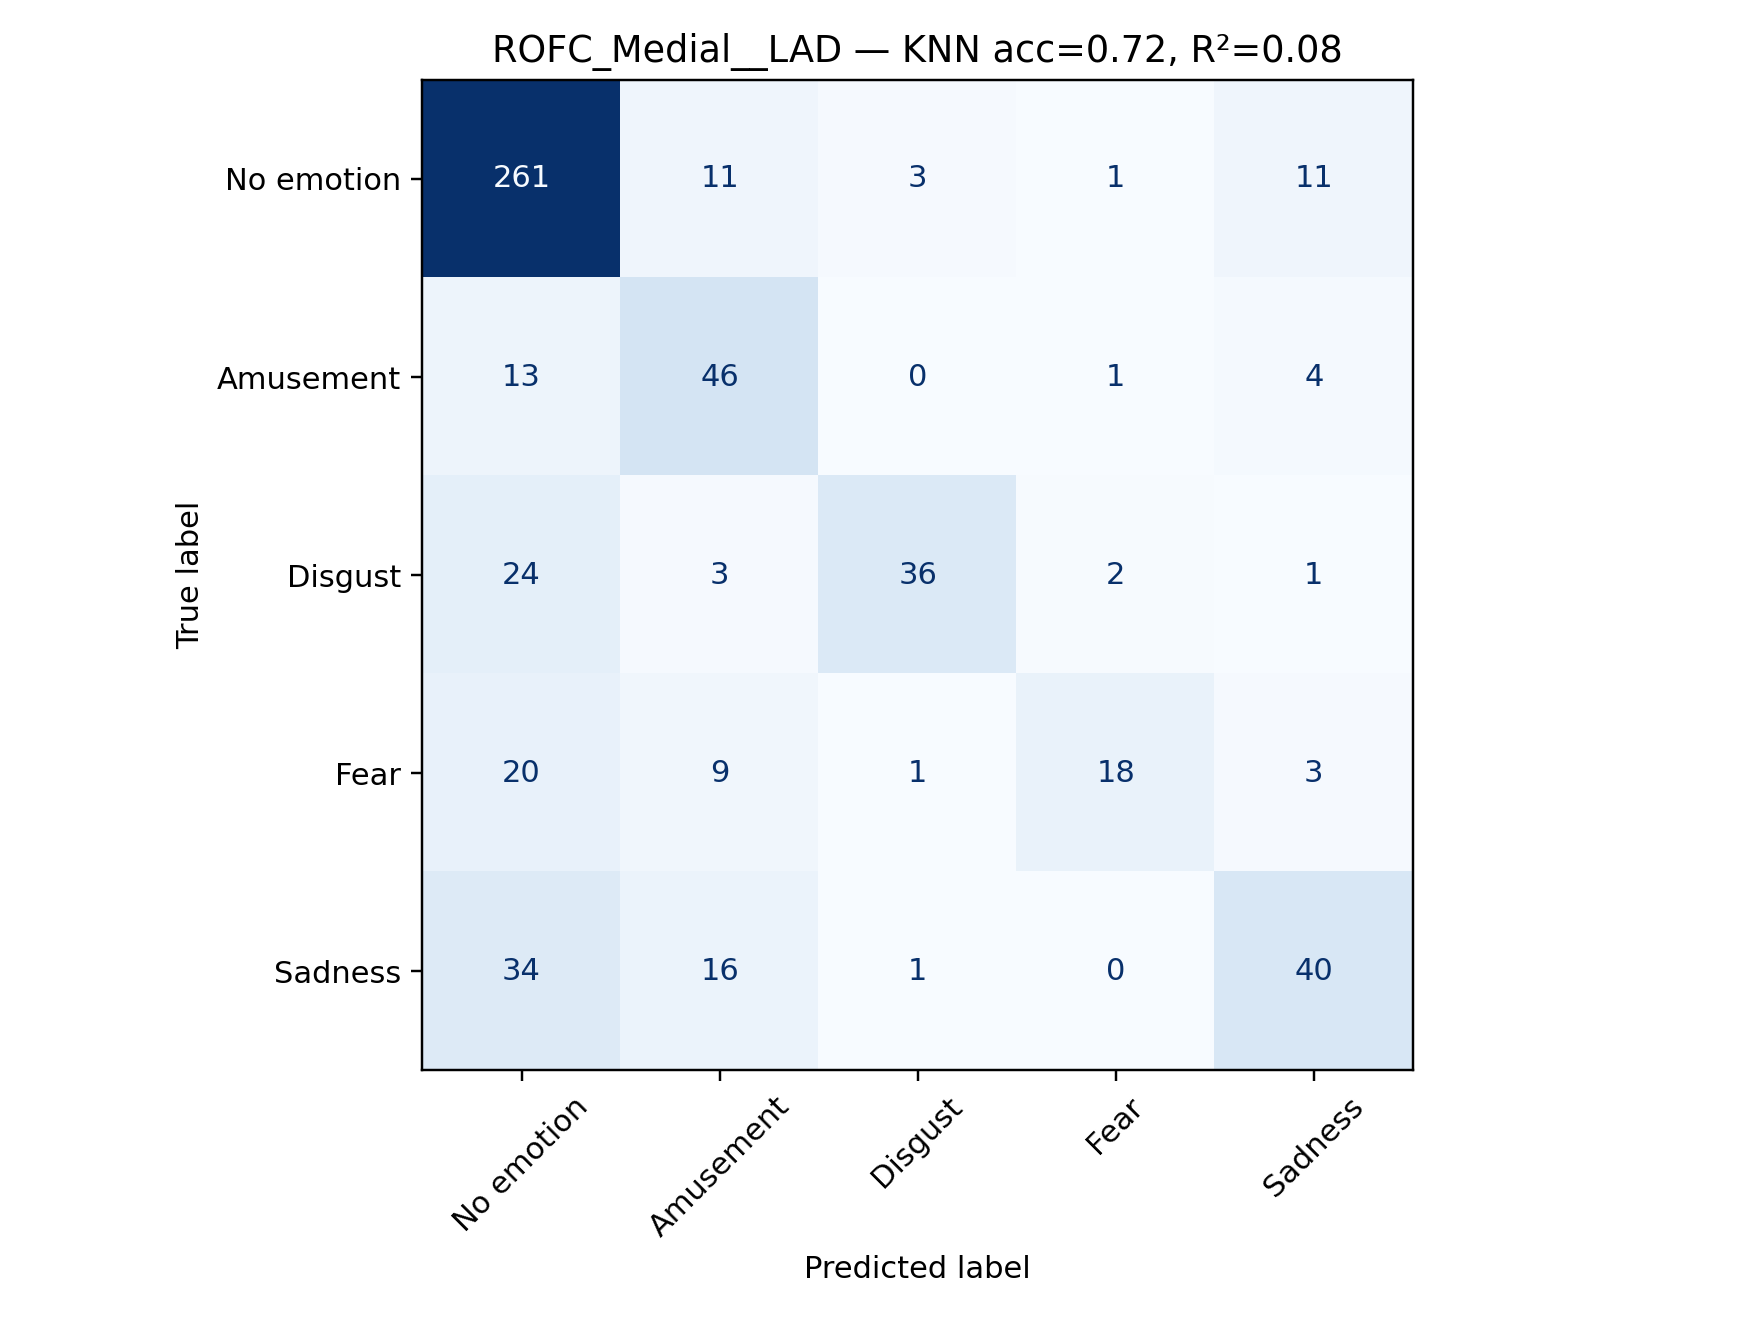 ROFC_Medial__LAD — KNN acc=0.72, R²=0.08
True label
No emotion 261 11 3 1 11
Amusement 13 46 0 1 4
Disgust 24 3 36 2 1
Fear 20 9 1 18 3
Sadness 34 16 1 0 40
No emotion Amusement Disgust Fear Sadness
Predicted label